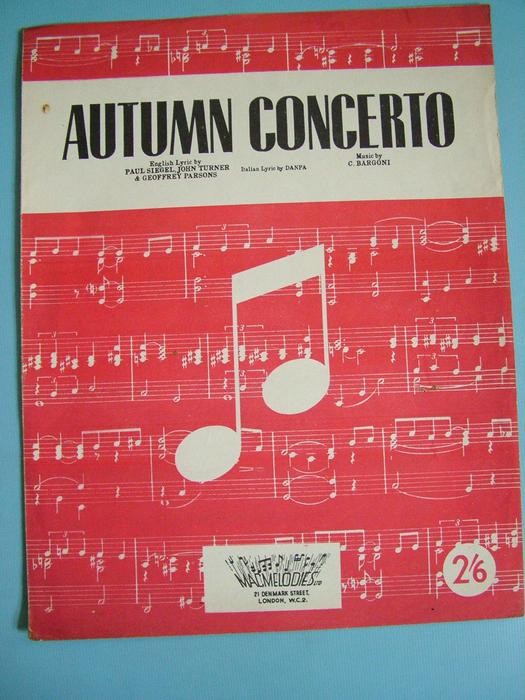 AUTUMN CONCERTO
English Lyric by
PAUL SIEGEL, JOHN TURNER
& GEOFFREY PARSONS
Italian Lyric by DANPA
Music by
C. BARGONI
MACMELODIES LTD
21 DENMARK STREET,
LONDON, W.C.2.
2/6